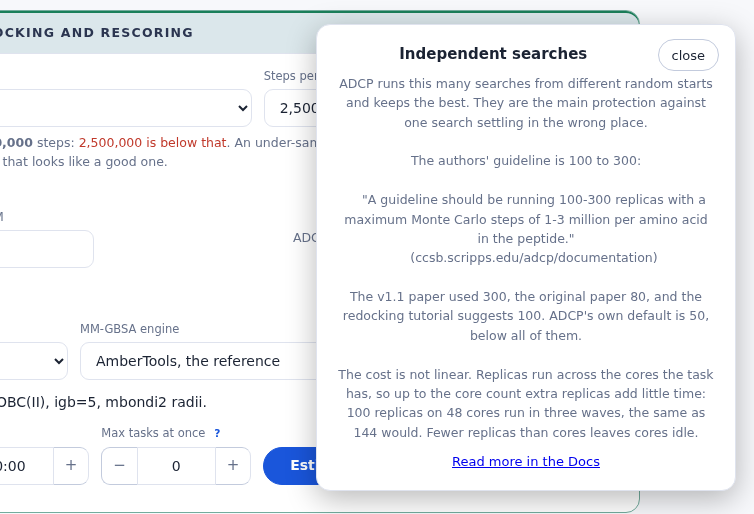 OCKING AND RESCORING
Independent searches
close
ADCP runs this many searches from different random starts
and keeps the best. They are the main protection against
one search settling in the wrong place.
The authors' guideline is 100 to 300:
"A guideline should be running 100-300 replicas with a
maximum Monte Carlo steps of 1-3 million per amino acid
in the peptide."
(ccsb.scripps.edu/adcp/documentation)
The v1.1 paper used 300, the original paper 80, and the
redocking tutorial suggests 100. ADCP's own default is 50,
below all of them.
The cost is not linear. Replicas run across the cores the task
has, so up to the core count extra replicas add little time:
100 replicas on 48 cores run in three waves, the same as
144 would. Fewer replicas than cores leaves cores idle.
Read more in the Docs
Steps per
2,500
,000 steps: 2,500,000 is below that. An under-sam
that looks like a good one.
M
ADC
MM-GBSA engine
AmberTools, the reference
OBC(II), igb=5, mbondi2 radii.
Max tasks at once ?
0:00 +
− 0 +
Est